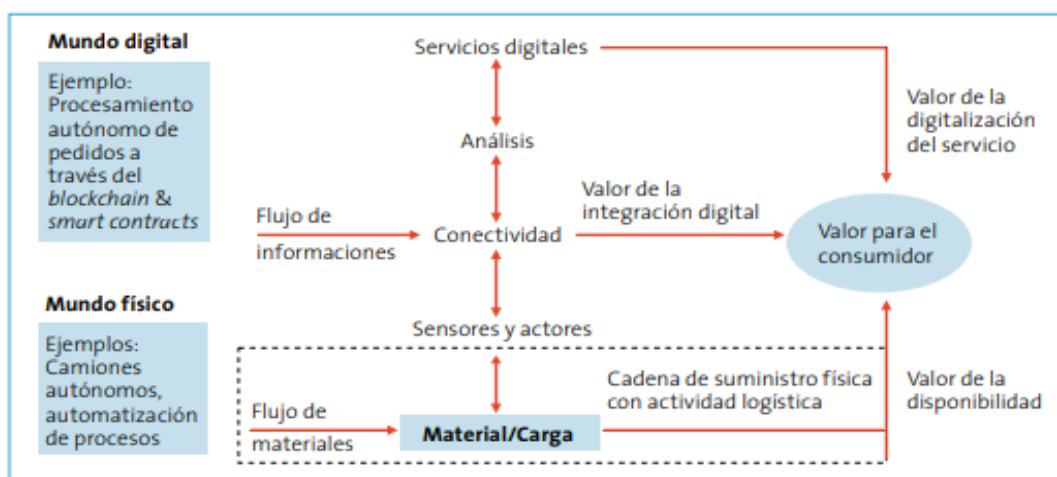 Mundo digital
Ejemplo:
Procesamiento
autónomo de
pedidos a
través del
blockchain &
smart contracts
Mundo físico
Ejemplos:
Camiones
autónomos,
automatización
de procesos
Servicios digitales
Análisis
Flujo de
informaciones
Conectividad
Valor de la
integración digital
Valor de la
digitalización
del servicio
Valor para el
consumidor
Sensores y actores
Flujo de
materiales
Material/Carga
Cadena de suministro física
con actividad logística
Valor de la
disponibilidad